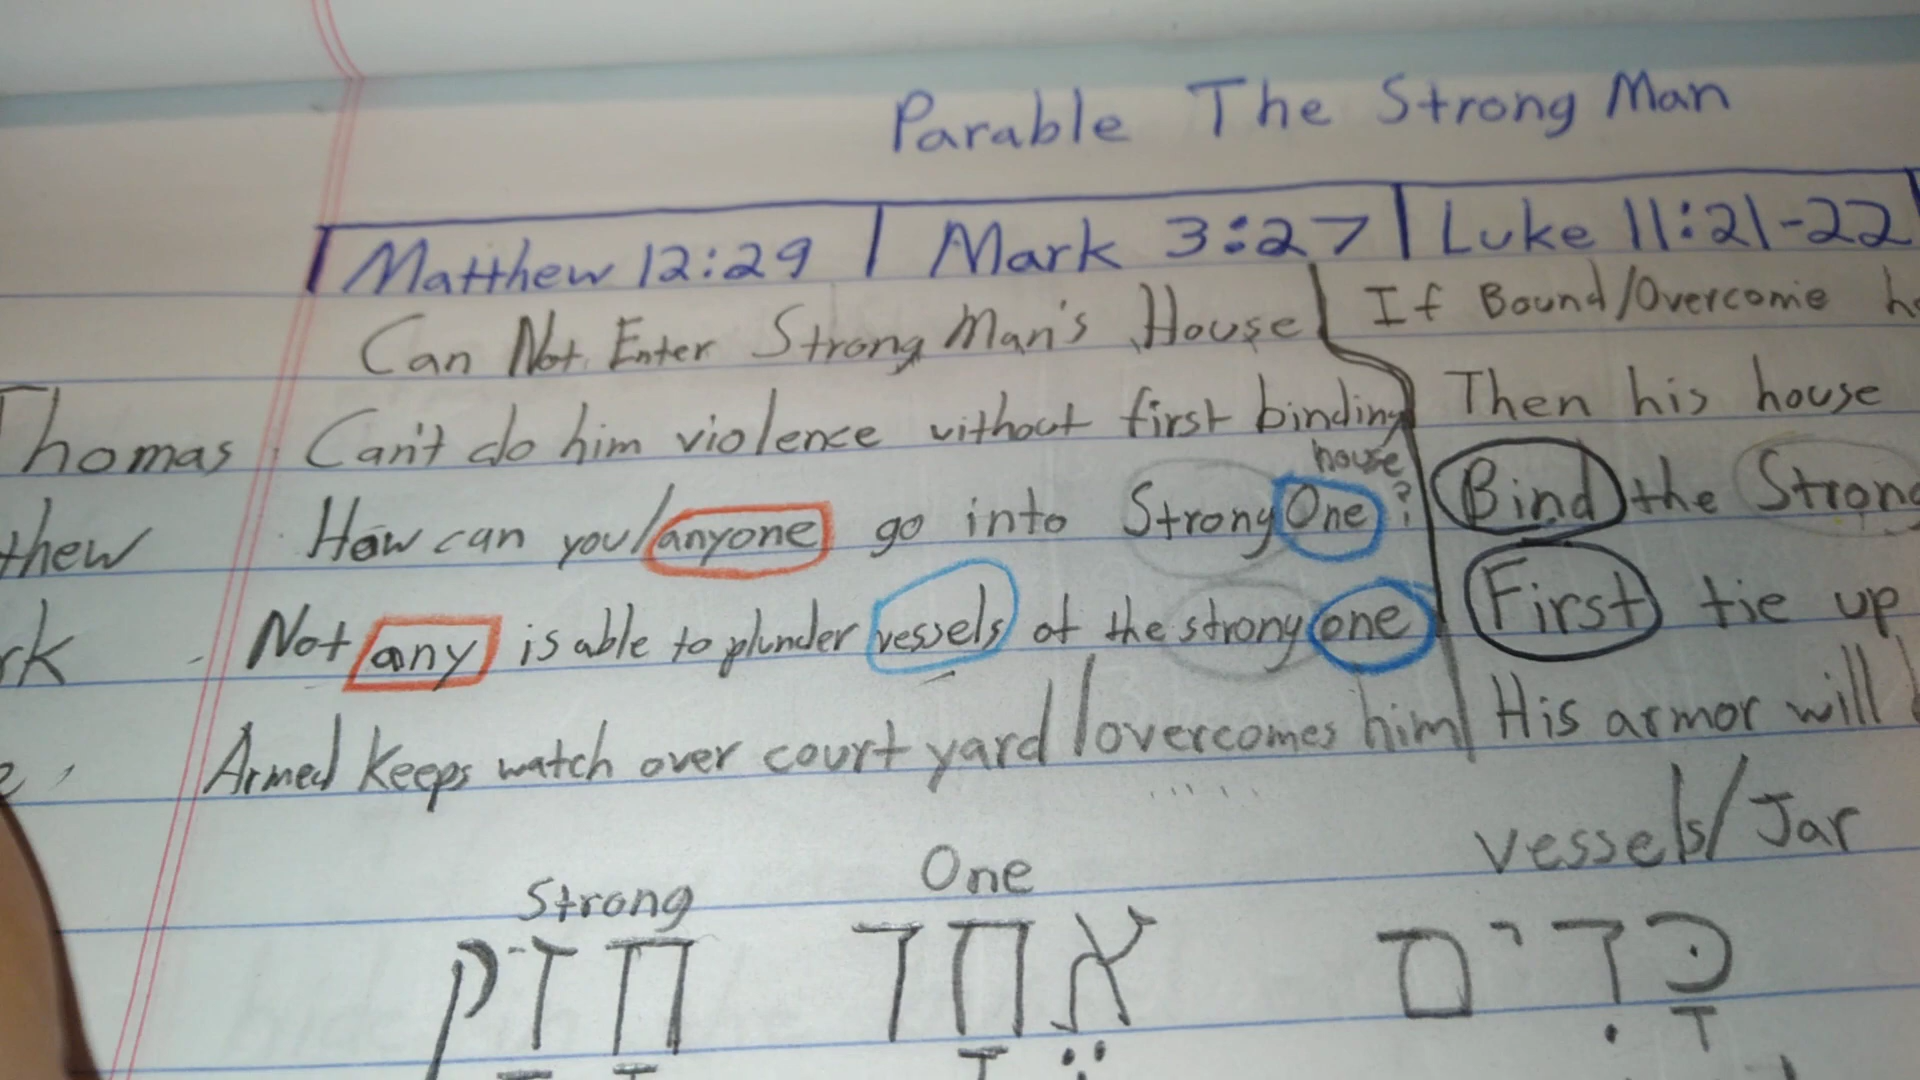 Parable The Strong Man
Matthew 12:29 | Mark 3:27 | Luke 11:21-22
Can Not Enter Strong Man's House
If Bound/Overcome
Thomas Can't do him violence without first binding
Then his house
house
thew How can you/anyone go into Strong One?
Bind the Strong
rk - Not any is able to plunder vessels of the strong one
First tie up
Armed keeps watch over court yard/overcomes him
His armor will
Strong One vessels/Jar
חָזָק אֶחָד כַּדִּים